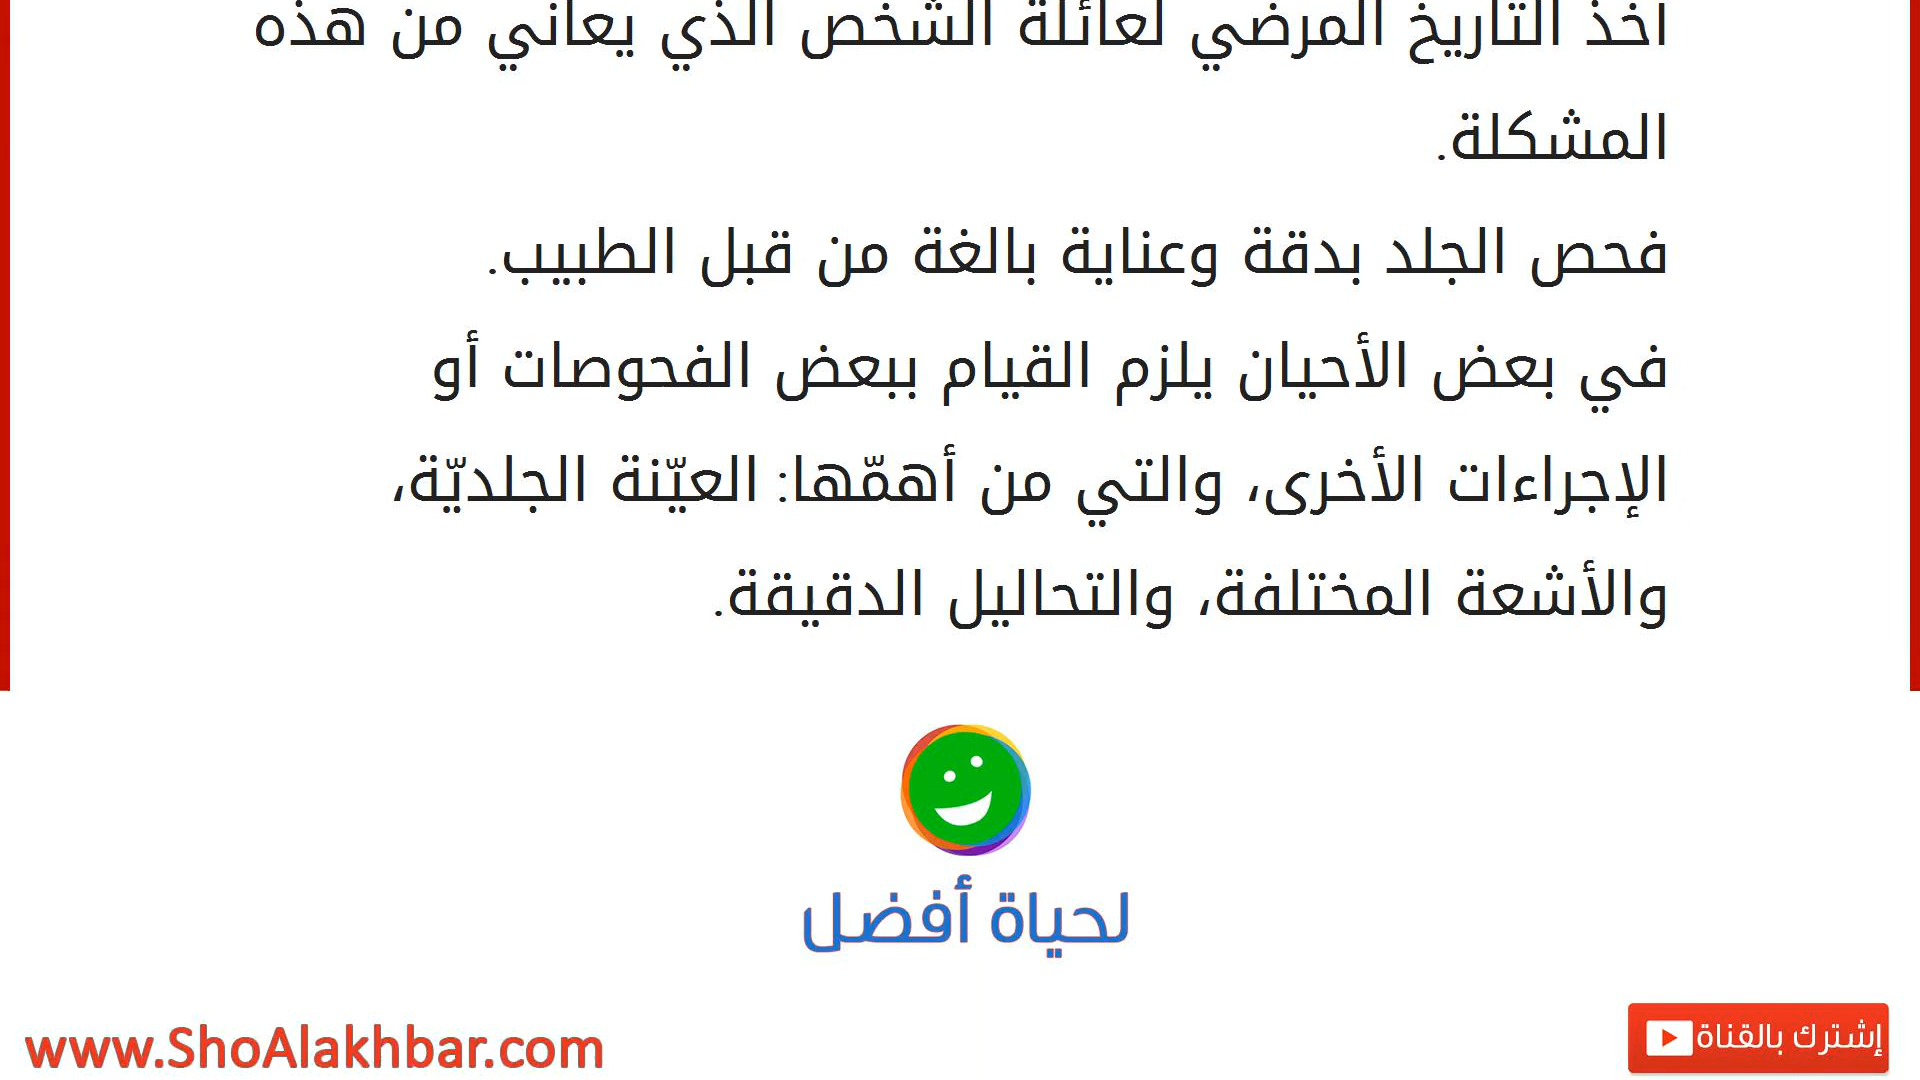 أخذ التاريخ المرضي لعائلة الشخص الذي يعاني من هذه
المشكلة.
فحص الجلد بدقة وعناية بالغة من قبل الطبيب.
في بعض الأحيان يلزم القيام ببعض الفحوصات أو
الإجراءات الأخرى، والتي من أهمّها: العيّنة الجلديّة،
والأشعة المختلفة، والتحاليل الدقيقة.
لحياة أفضل
www.ShoAlakhbar.com
إشترك بالقناة